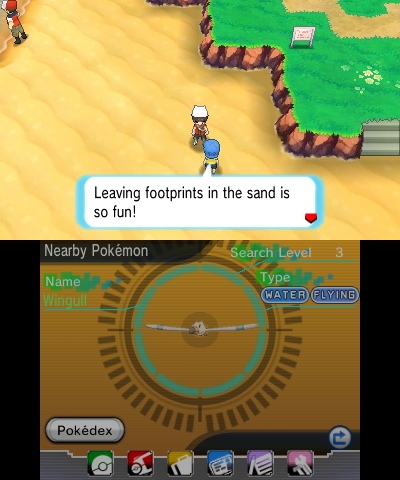 Leaving footprints in the sand is
so fun!
Nearby Pokémon
Search Level 3
Name
Type
Wingull
WATER FLYING
Pokédex